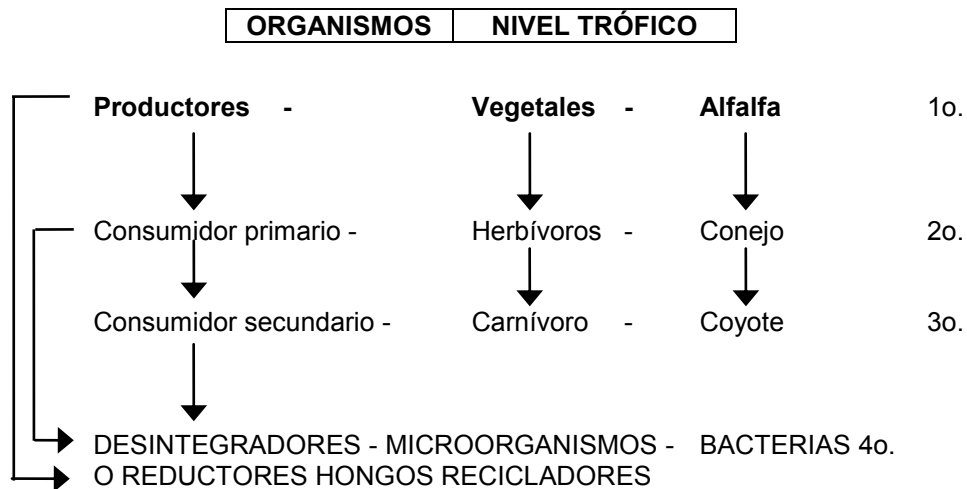 ORGANISMOS NIVEL TRÓFICO
Productores - Vegetales - Alfalfa 1o.
Consumidor primario - Herbívoros - Conejo 2o.
Consumidor secundario - Carnívoro - Coyote 3o.
DESINTEGRADORES - MICROORGANISMOS - BACTERIAS 4o.
O REDUCTORES HONGOS RECICLADORES